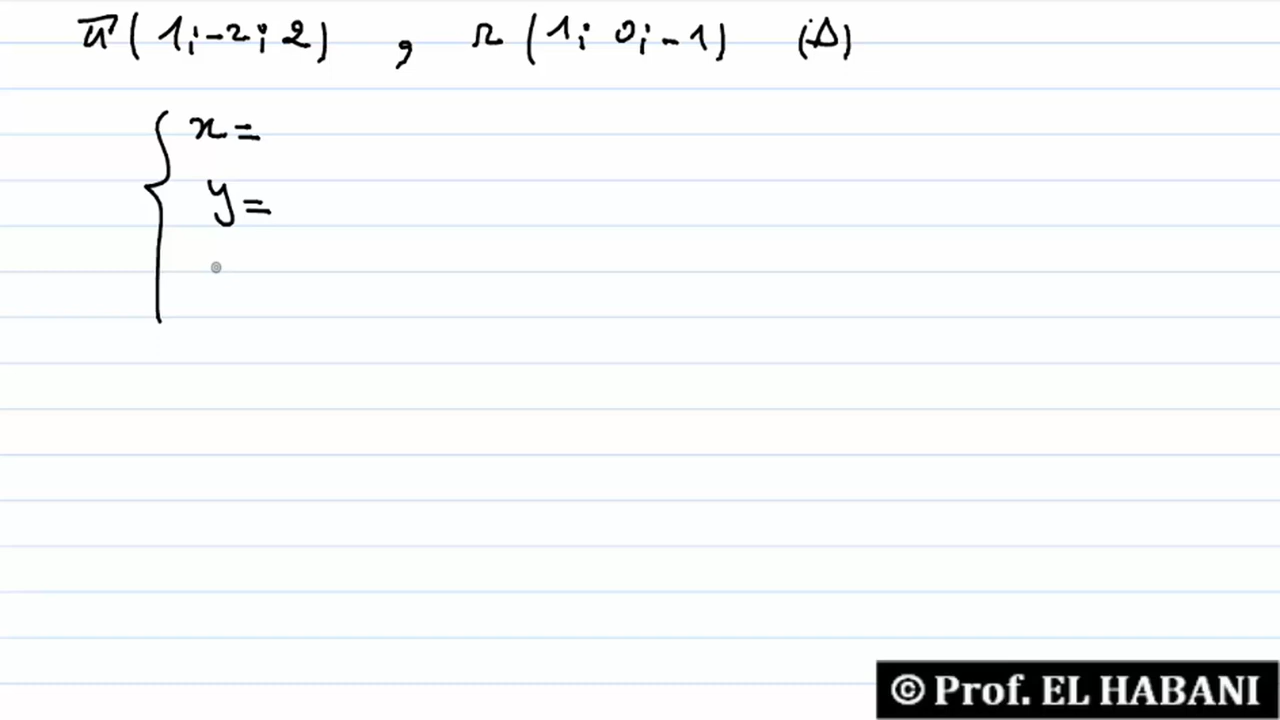 u⃗(1;-2;2) , Ω(1;0;-1) (Δ)
{ x=
y=
© Prof. EL HABANI